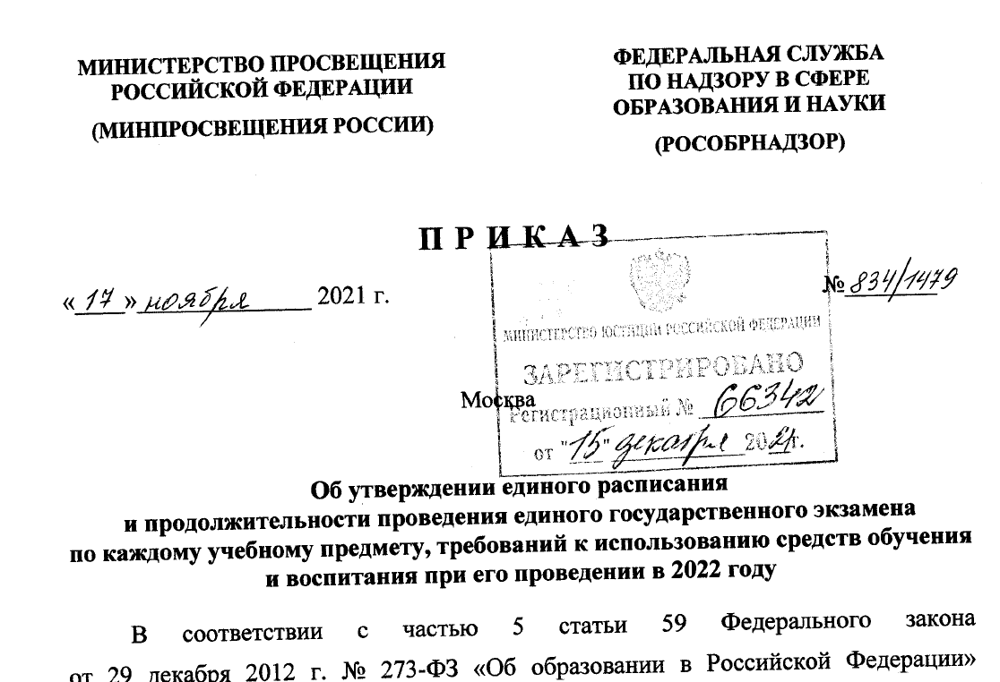 МИНИСТЕРСТВО ПРОСВЕЩЕНИЯ
РОССИЙСКОЙ ФЕДЕРАЦИИ
(МИНПРОСВЕЩЕНИЯ РОССИИ)
ФЕДЕРАЛЬНАЯ СЛУЖБА
ПО НАДЗОРУ В СФЕРЕ
ОБРАЗОВАНИЯ И НАУКИ
(РОСОБРНАДЗОР)
П Р И К А З
« 17 » ноября 2021 г.
№ 834/1479
МИНИСТЕРСТВО ЮСТИЦИИ РОССИЙСКОЙ ФЕДЕРАЦИИ
ЗАРЕГИСТРИРОВАНО
Москва
Регистрационный № 66342
от "15" декабря 2021г.
Об утверждении единого расписания
и продолжительности проведения единого государственного экзамена
по каждому учебному предмету, требований к использованию средств обучения
и воспитания при его проведении в 2022 году
В соответствии с частью 5 статьи 59 Федерального закона
от 29 декабря 2012 г. № 273-ФЗ «Об образовании в Российской Федерации»